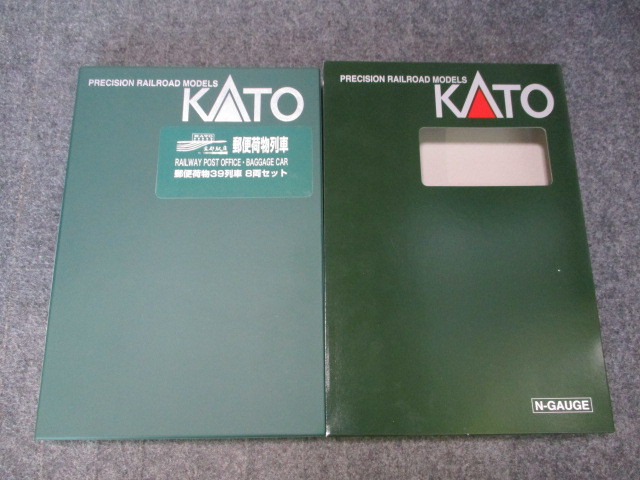 PRECISION RAILROAD MODELS
KATO
郵便荷物列車
RAILWAY POST OFFICE・BAGGAGE CAR
郵便荷物39列車 8両セット
PRECISION RAILROAD MODELS
KATO
N-GAUGE